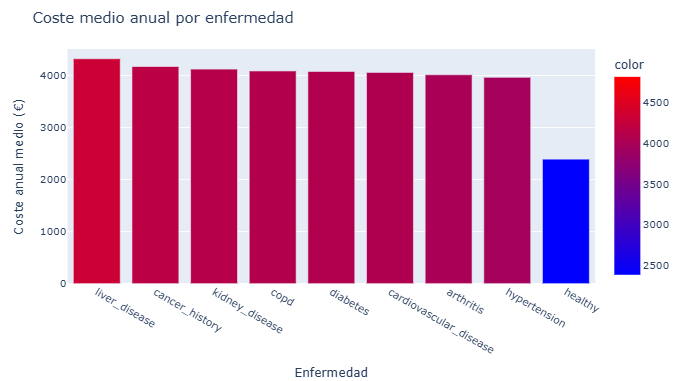 Coste medio anual por enfermedad
Coste anual medio (€)
4000
3000
2000
1000
0
liver_disease
cancer_history
kidney_disease
copd
diabetes
cardiovascular_disease
arthritis
hypertension
healthy
Enfermedad
color
4500
4000
3500
3000
2500